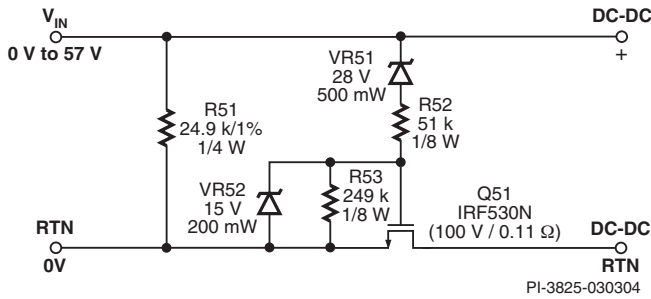 VIN
0 V to 57 V
DC-DC
+
VR51
28 V
500 mW
R51
24.9 k/1%
1/4 W
R52
51 k
1/8 W
VR52
15 V
200 mW
R53
249 k
1/8 W
Q51
IRF530N
(100 V / 0.11 Ω)
RTN
0V
DC-DC
RTN
PI-3825-030304